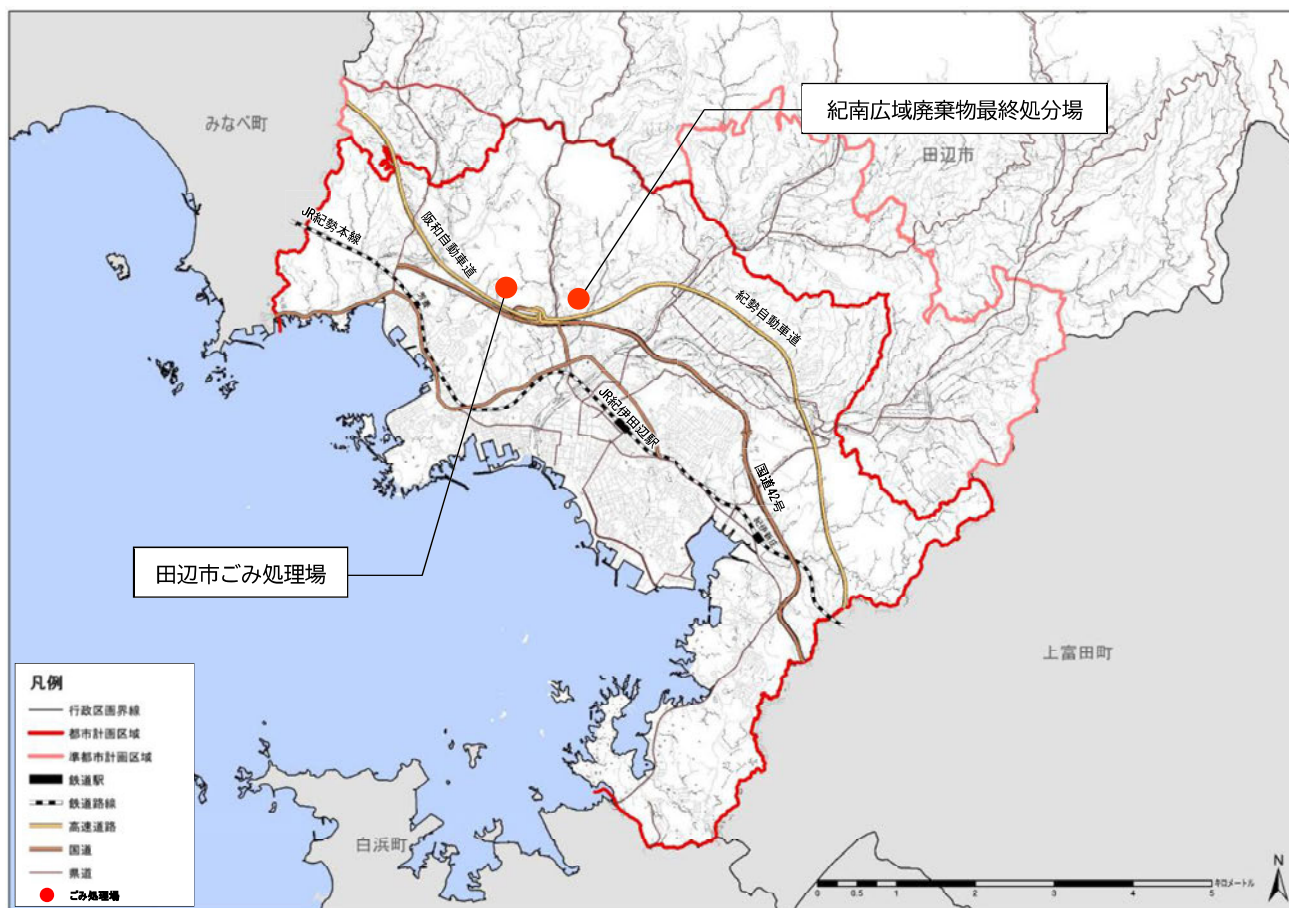 紀南広域廃棄物最終処分場
みなべ町
田辺市
JR紀勢本線
阪和自動車道
紀勢自動車道
芳養
JR紀伊田辺駅
国道42号
紀伊新庄
田辺市ごみ処理場
上富田町
白浜町
凡例
行政区画界線
都市計画区域
準都市計画区域
鉄道駅
鉄道路線
高速道路
国道
県道
ごみ処理場
N
0 0.5 1 2 3 4 5
キロメートル